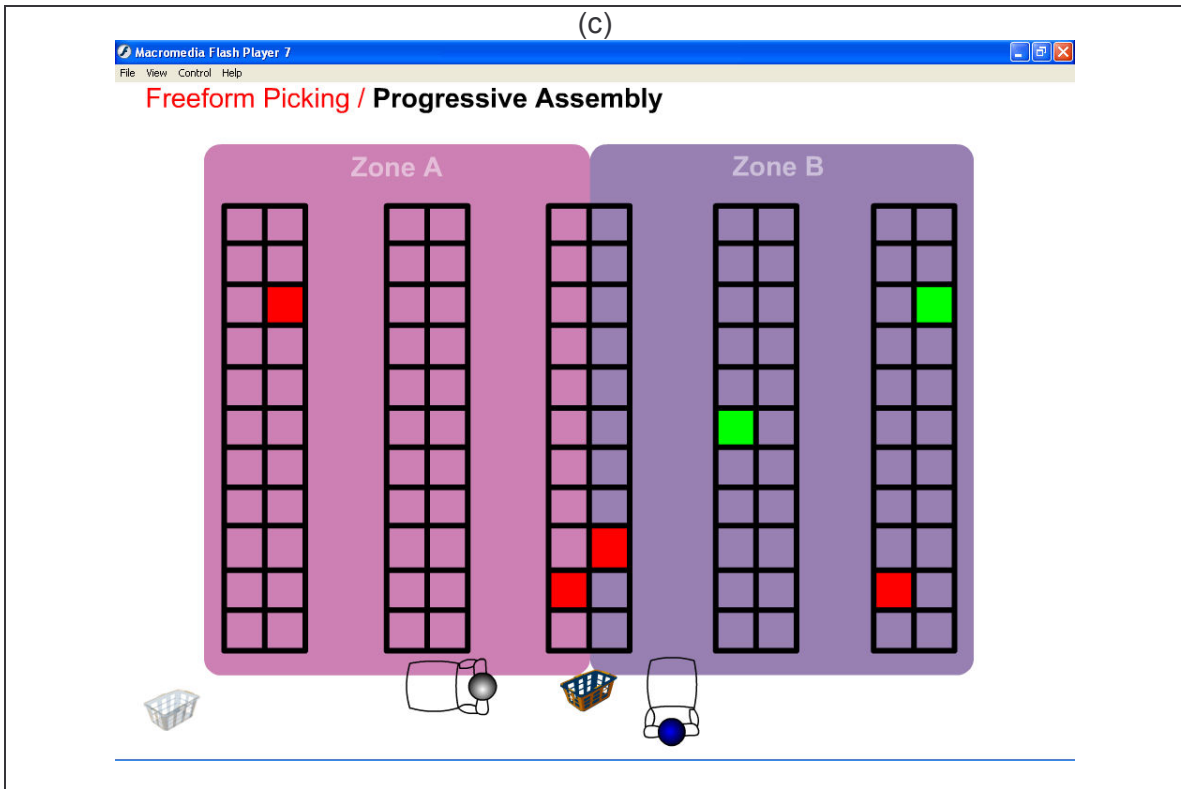 (c)
Macromedia Flash Player 7
File View Control Help
Freeform Picking / Progressive Assembly
Zone A
Zone B